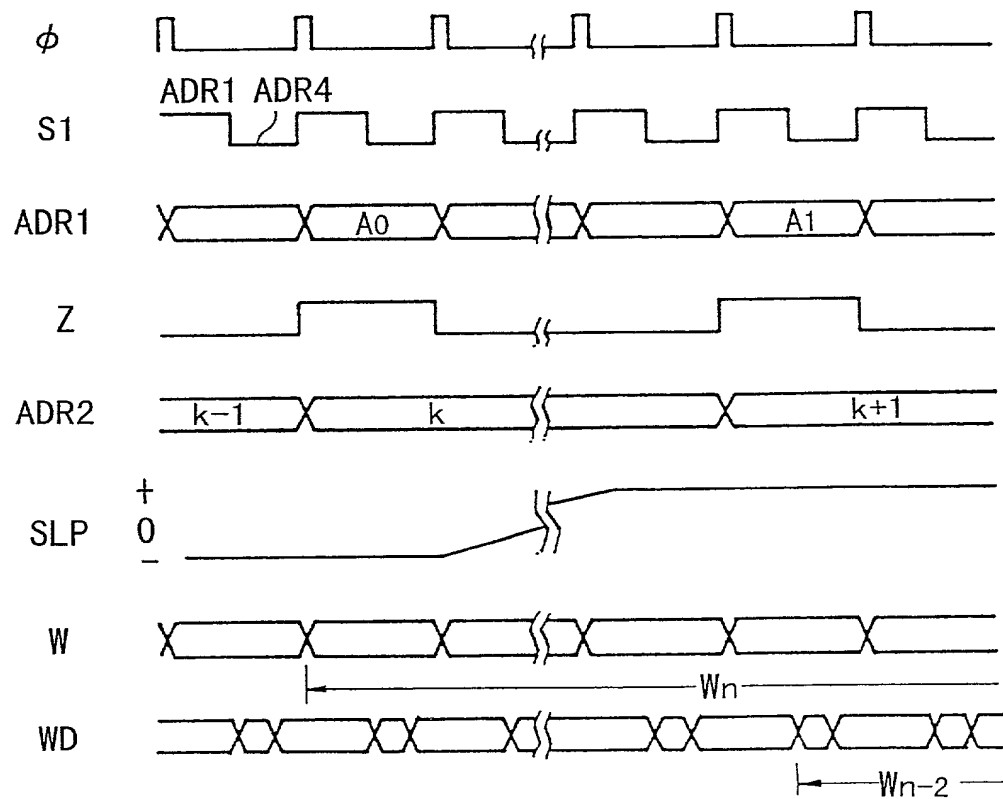 ϕ
ADR1 ADR4
S1
ADR1 A0 A1
Z
ADR2 k-1 k k+1
+
SLP 0
-
W
Wn
WD
Wn-2